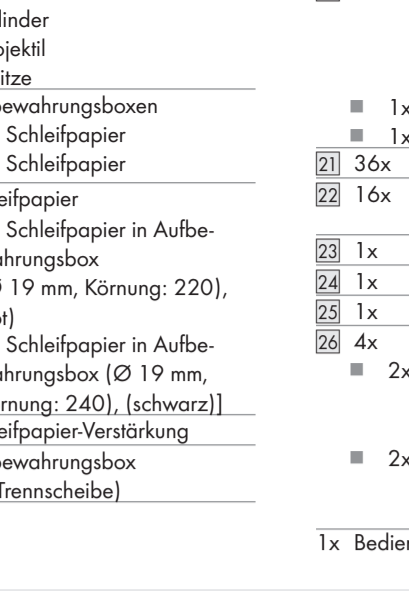 linder
ojektil
itze
bewahrungsboxen
Schleifpapier
Schleifpapier
eifpapier
Schleifpapier in Aufbe-
ahrungsbox
19 mm, Körnung: 220),
ot)
Schleifpapier in Aufbe-
ahrungsbox (Ø 19 mm,
rnung: 240), (schwarz)]
eifpapier-Verstärkung
bewahrungsbox
Trennscheibe)
■ 1x
■ 1x
21 36x
22 16x
23 1x
24 1x
25 1x
26 4x
■ 2x
■ 2x
1x Bedien